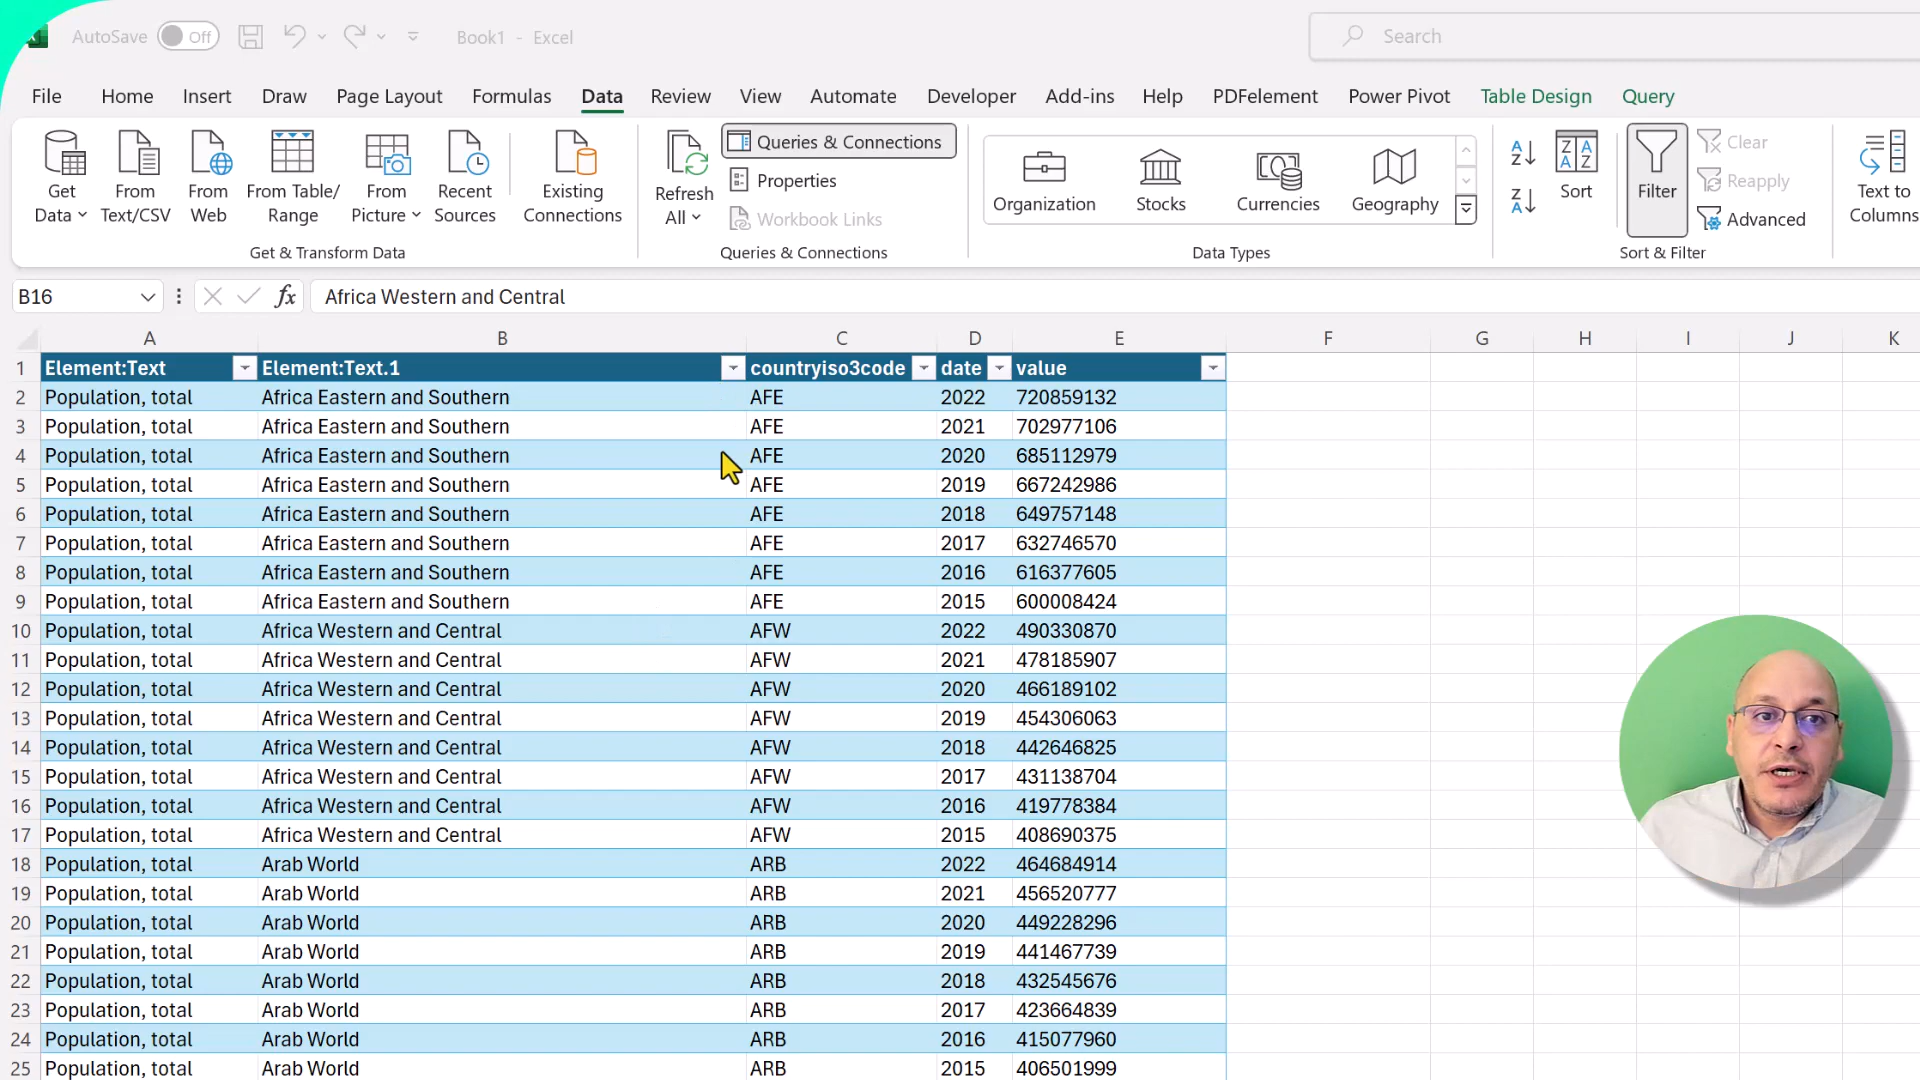 AutoSave Off Book1 - Excel Search
File Home Insert Draw Page Layout Formulas Data Review View Automate Developer Add-ins Help PDFelement Power Pivot Table Design Query
Get Data
From Text/CSV
From Web
From Table/ Range
From Picture
Recent Sources
Existing Connections
Get & Transform Data
Refresh All
Queries & Connections
Properties
Workbook Links
Queries & Connections
Organization
Stocks
Currencies
Geography
Data Types
Sort
Filter
Clear
Reapply
Advanced
Sort & Filter
Text to Columns
B16 fx Africa Western and Central
A B C D E F G H I J K
1 Element:Text Element:Text.1 countryiso3code date value
2 Population, total Africa Eastern and Southern AFE 2022 720859132
3 Population, total Africa Eastern and Southern AFE 2021 702977106
4 Population, total Africa Eastern and Southern AFE 2020 685112979
5 Population, total Africa Eastern and Southern AFE 2019 667242986
6 Population, total Africa Eastern and Southern AFE 2018 649757148
7 Population, total Africa Eastern and Southern AFE 2017 632746570
8 Population, total Africa Eastern and Southern AFE 2016 616377605
9 Population, total Africa Eastern and Southern AFE 2015 600008424
10 Population, total Africa Western and Central AFW 2022 490330870
11 Population, total Africa Western and Central AFW 2021 478185907
12 Population, total Africa Western and Central AFW 2020 466189102
13 Population, total Africa Western and Central AFW 2019 454306063
14 Population, total Africa Western and Central AFW 2018 442646825
15 Population, total Africa Western and Central AFW 2017 431138704
16 Population, total Africa Western and Central AFW 2016 419778384
17 Population, total Africa Western and Central AFW 2015 408690375
18 Population, total Arab World ARB 2022 464684914
19 Population, total Arab World ARB 2021 456520777
20 Population, total Arab World ARB 2020 449228296
21 Population, total Arab World ARB 2019 441467739
22 Population, total Arab World ARB 2018 432545676
23 Population, total Arab World ARB 2017 423664839
24 Population, total Arab World ARB 2016 415077960
25 Population, total Arab World ARB 2015 406501999